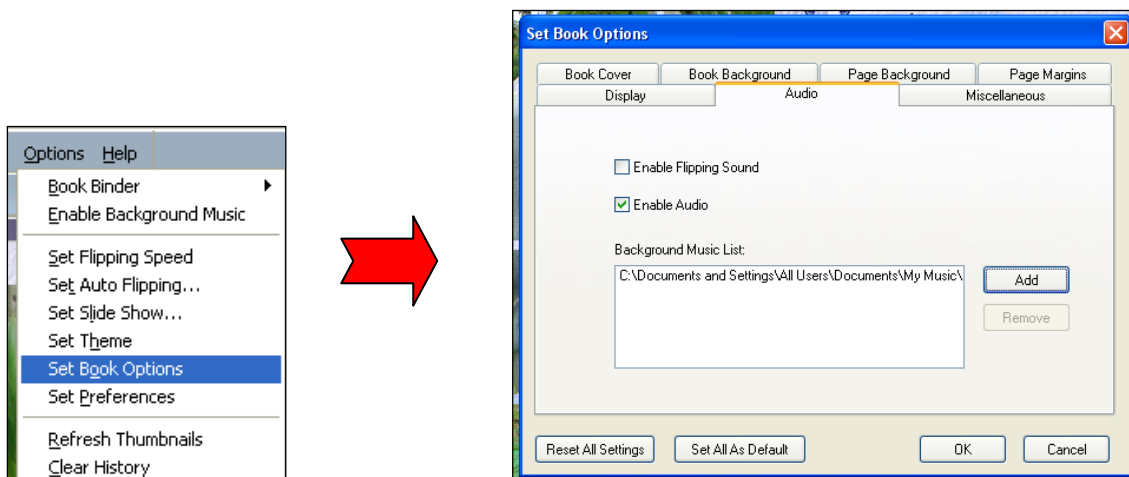 Options Help
Book Binder
Enable Background Music
Set Flipping Speed
Set Auto Flipping...
Set Slide Show...
Set Theme
Set Book Options
Set Preferences
Refresh Thumbnails
Clear History
Set Book Options
Book Cover Book Background Page Background Page Margins
Display Audio Miscellaneous
Enable Flipping Sound
Enable Audio
Background Music List:
C:\Documents and Settings\All Users\Documents\My Music\
Add
Remove
Reset All Settings Set All As Default OK Cancel